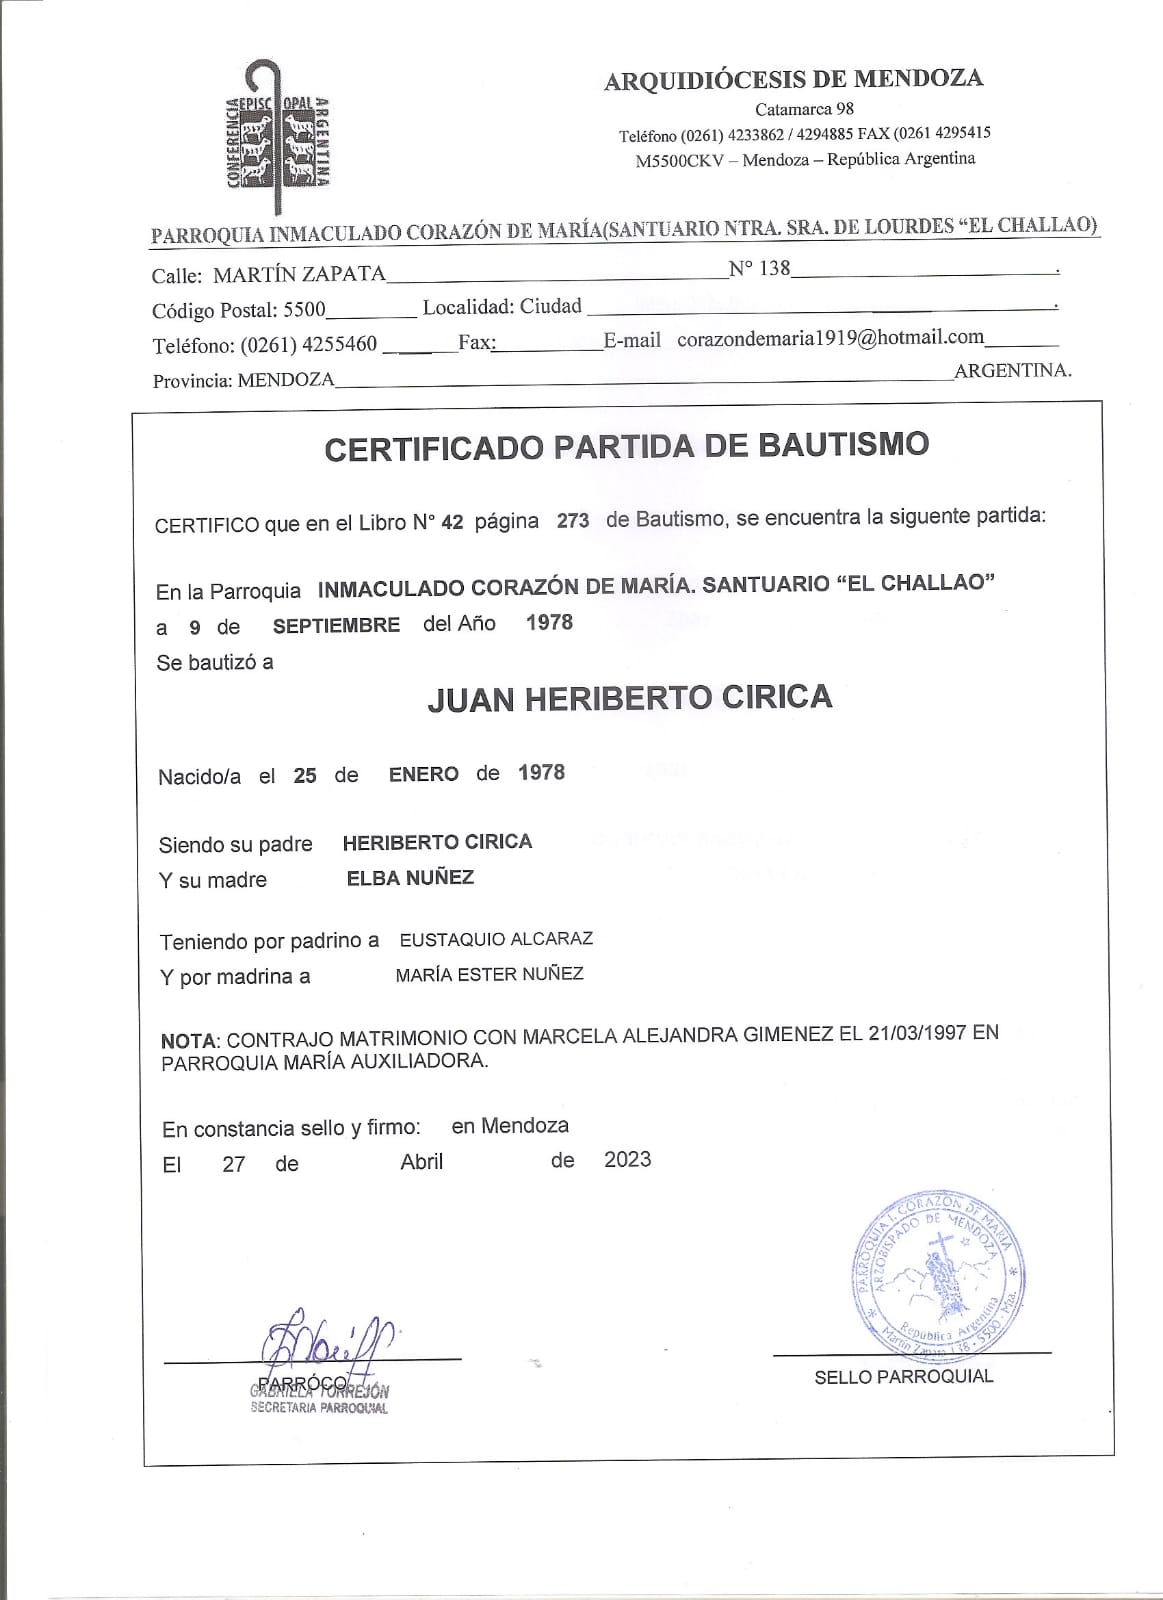 CONFERENCIA EPISCOPAL ARGENTINA
ARQUIDIÓCESIS DE MENDOZA
Catamarca 98
Teléfono (0261) 4233862 / 4294885 FAX (0261 4295415
M5500CKV – Mendoza – República Argentina
PARROQUIA INMACULADO CORAZÓN DE MARÍA(SANTUARIO NTRA. SRA. DE LOURDES “EL CHALLAO)
Calle: MARTÍN ZAPATA N° 138 .
Código Postal: 5500 Localidad: Ciudad .
Teléfono: (0261) 4255460 Fax: E-mail corazondemaria1919@hotmail.com
Provincia: MENDOZA ARGENTINA.
CERTIFICADO PARTIDA DE BAUTISMO
CERTIFICO que en el Libro N° 42 página 273 de Bautismo, se encuentra la siguente partida:
En la Parroquia INMACULADO CORAZÓN DE MARÍA. SANTUARIO “EL CHALLAO”
a 9 de SEPTIEMBRE del Año 1978
Se bautizó a
JUAN HERIBERTO CIRICA
Nacido/a el 25 de ENERO de 1978
Siendo su padre HERIBERTO CIRICA
Y su madre ELBA NUÑEZ
Teniendo por padrino a EUSTAQUIO ALCARAZ
Y por madrina a MARÍA ESTER NUÑEZ
NOTA: CONTRAJO MATRIMONIO CON MARCELA ALEJANDRA GIMENEZ EL 21/03/1997 EN
PARROQUIA MARÍA AUXILIADORA.
En constancia sello y firmo: en Mendoza
El 27 de Abril de 2023
PARROQUIA I. CORAZÓN DE MARÍA
ARZOBISPADO DE MENDOZA
República Argentina
Martín Zapata 138 - 5500 - Mza.
PARRÓCO
GABRIELA TORREJÓN
SECRETARIA PARROQUIAL
SELLO PARROQUIAL